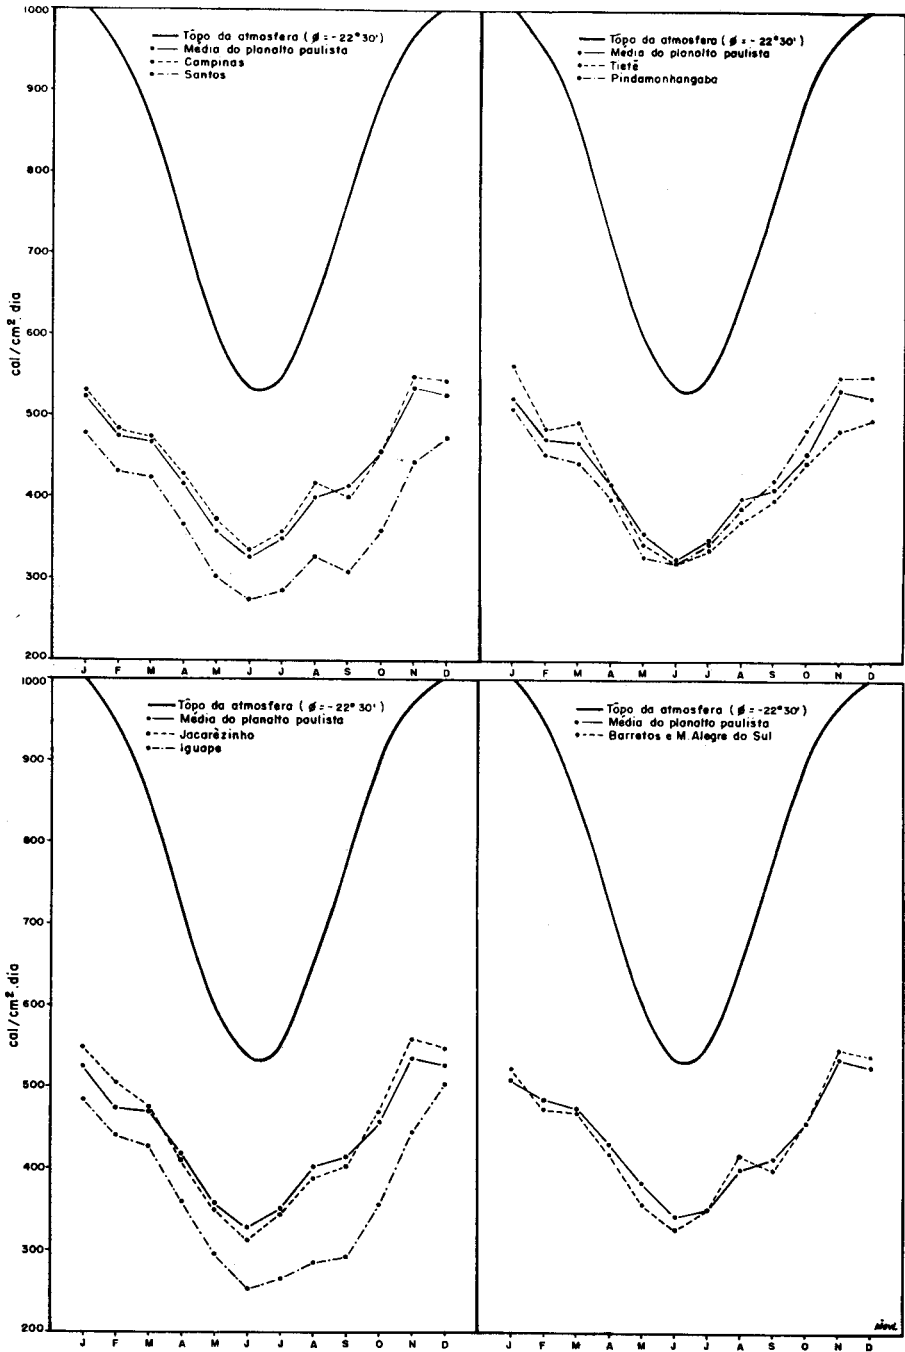 1000
900
800
700
600
500
400
300
200
cal/cm². dia
Tôpo da atmosfera ( ø = - 22° 30' )
Média do planalto paulista
Campinas
Santos
J F M A M J J A S O N D
Tôpo da atmosfera ( ø = - 22° 30' )
Média do planalto paulista
Tietê
Pindamonhangaba
J F M A M J J A S O N D
1000
900
800
700
600
500
400
300
200
cal/cm². dia
Tôpo da atmosfera ( ø = - 22° 30' )
Média do planalto paulista
Jacarèzinho
Iguape
J F M A M J J A S O N D
Tôpo da atmosfera ( ø = -22° 30' )
Média do planalto paulista
Barretos e M. Alegre do Sul
J F M A M J J A S O N D